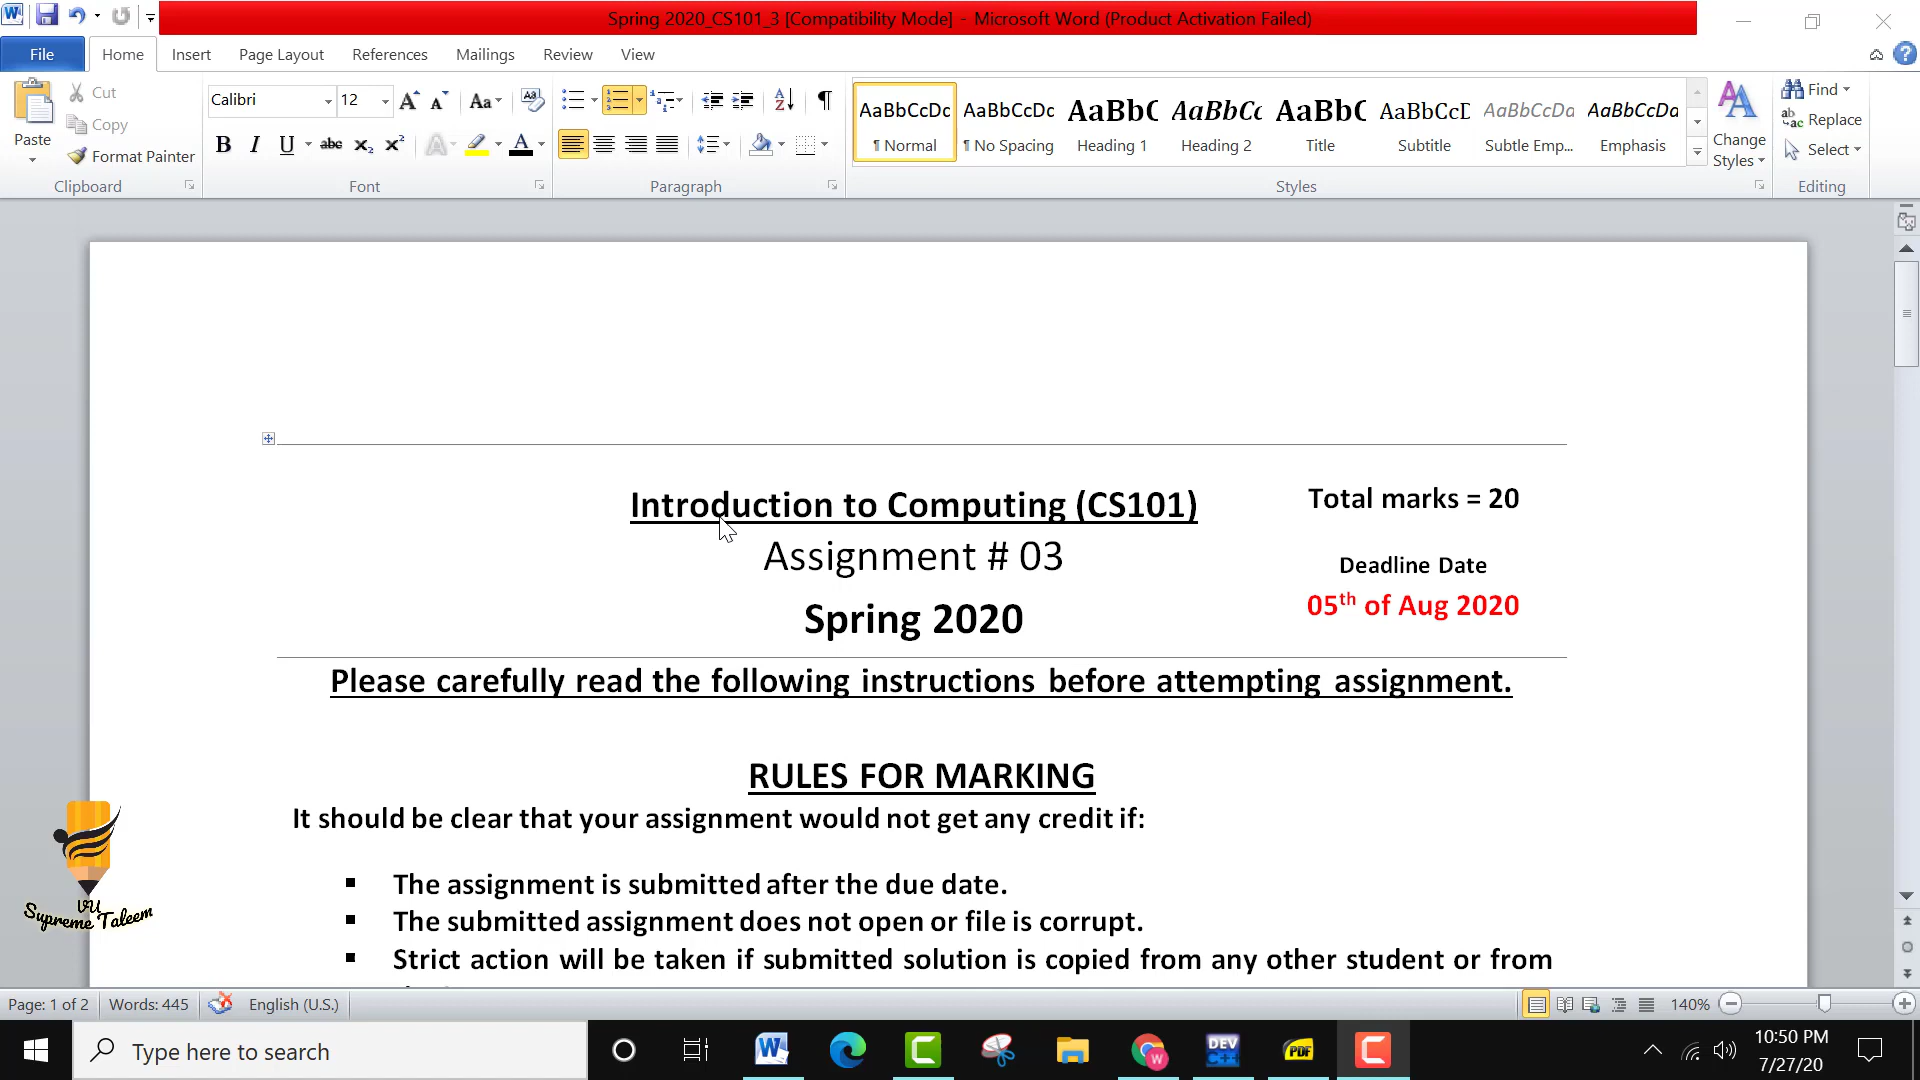 Spring 2020_CS101_3 [Compatibility Mode] - Microsoft Word (Product Activation Failed)
File Home Insert Page Layout References Mailings Review View
Paste
Cut
Copy
Format Painter
Clipboard
Calibri 12
Font
Paragraph
AaBbCcDc AaBbCcDc AaBbC AaBbCc AaBbC AaBbCcD AaBbCcDa AaBbCcDa
¶ Normal ¶ No Spacing Heading 1 Heading 2 Title Subtitle Subtle Emp... Emphasis
Styles
Change Styles
Find
Replace
Select
Editing
Introduction to Computing (CS101)
Assignment # 03
Spring 2020
Total marks = 20
Deadline Date
05th of Aug 2020
Please carefully read the following instructions before attempting assignment.
RULES FOR MARKING
It should be clear that your assignment would not get any credit if:
▪ The assignment is submitted after the due date.
▪ The submitted assignment does not open or file is corrupt.
▪ Strict action will be taken if submitted solution is copied from any other student or from
VU
Supreme Taleem
Page: 1 of 2 Words: 445 English (U.S.) 140%
Type here to search
DEV C++
PDF
10:50 PM
7/27/20